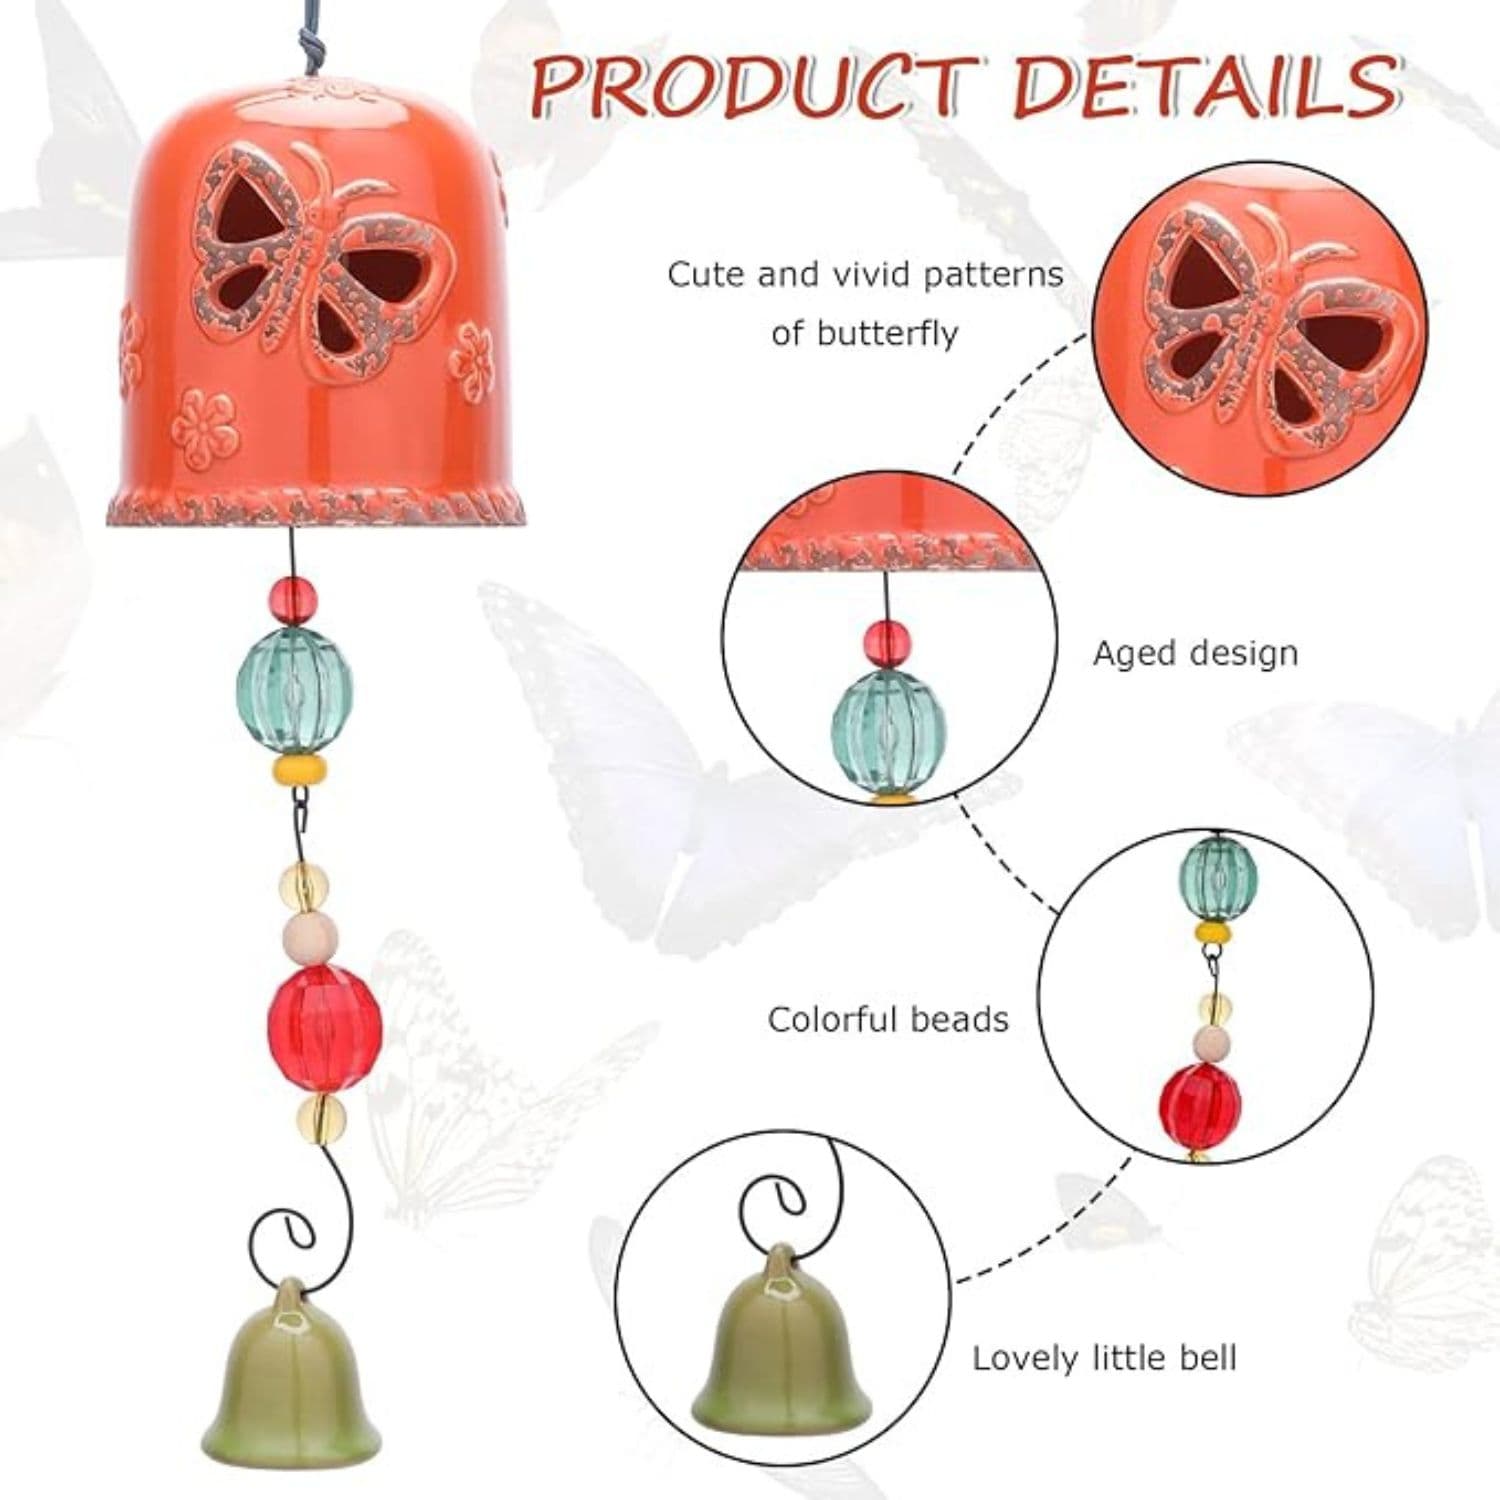 PRODUCT DETAILS
Cute and vivid patterns
of butterfly
Aged design
Colorful beads
Lovely little bell